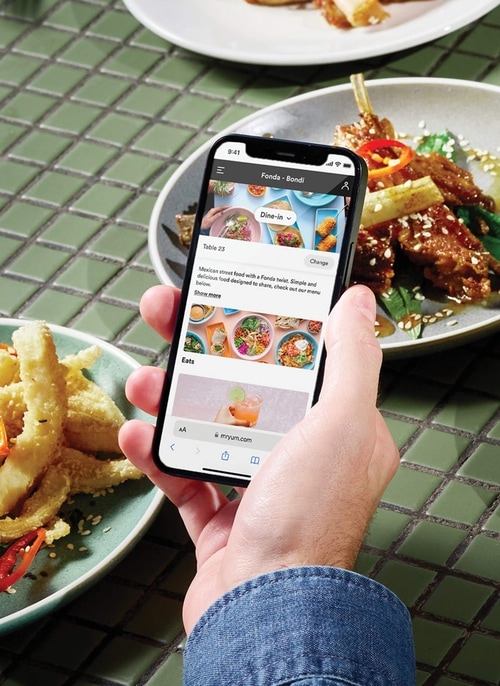 9:41
Fonda - Bondi
Dine-in
Table 23
Change
Mexican street food with a Fonda twist. Simple and
delicious food designed to share, check out our menu
below.
Show more
Eats
AA
mryum.com